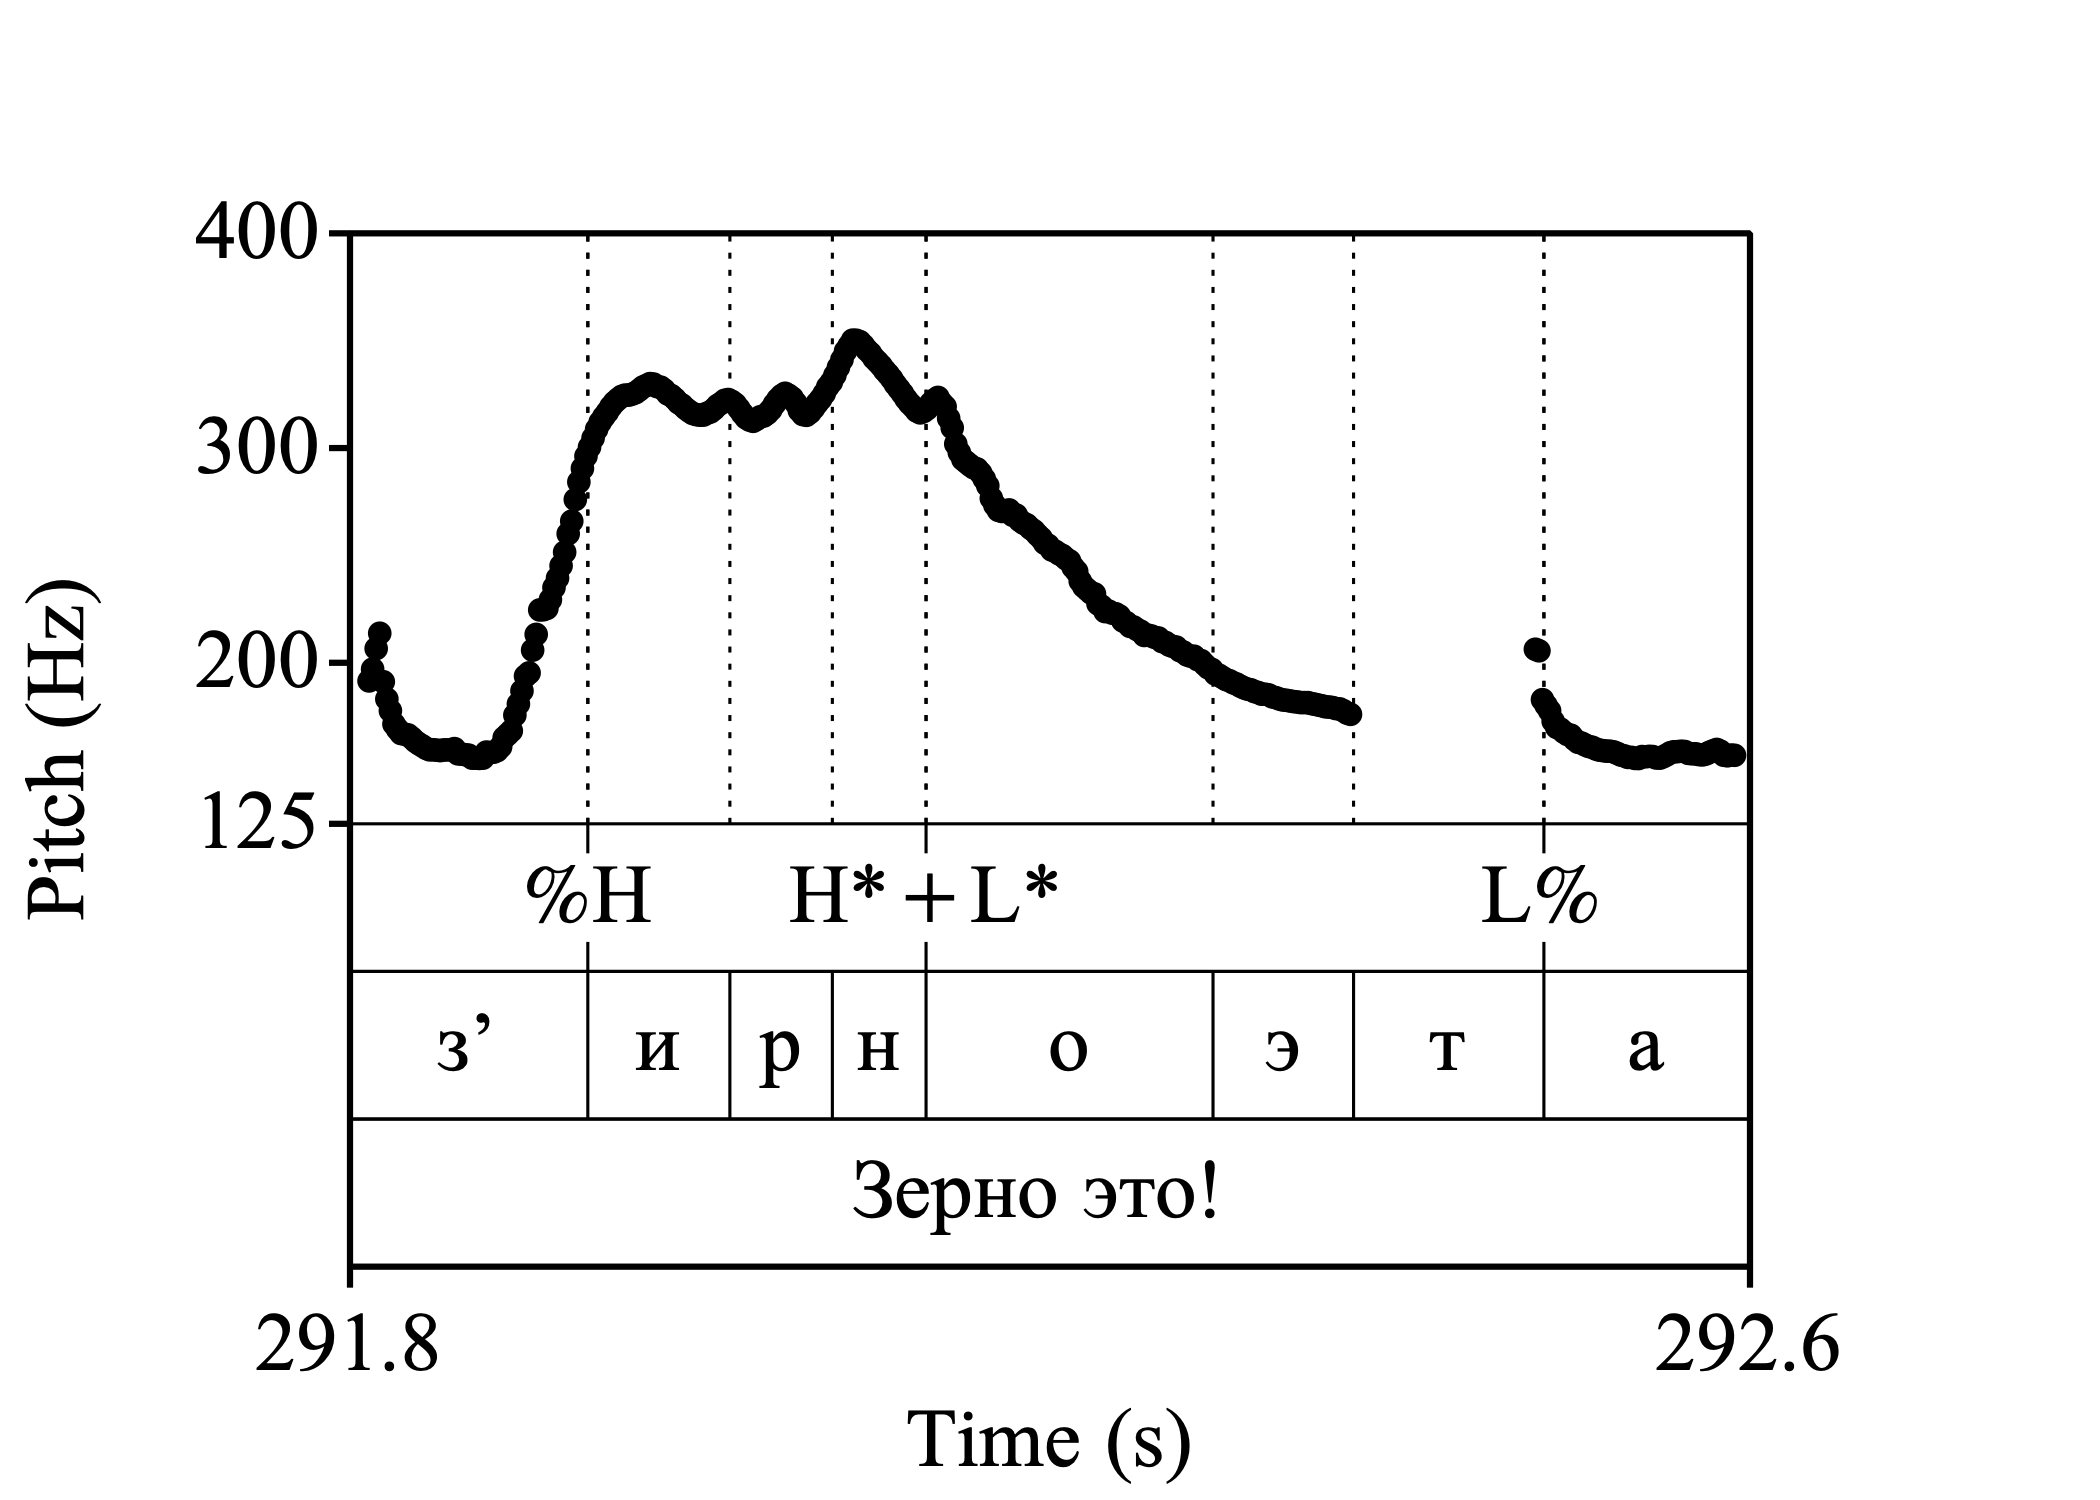 400
300
200
125
Pitch (Hz)
%H H* + L* L%
з’ и р н о э т а
Зерно это!
291.8 292.6
Time (s)